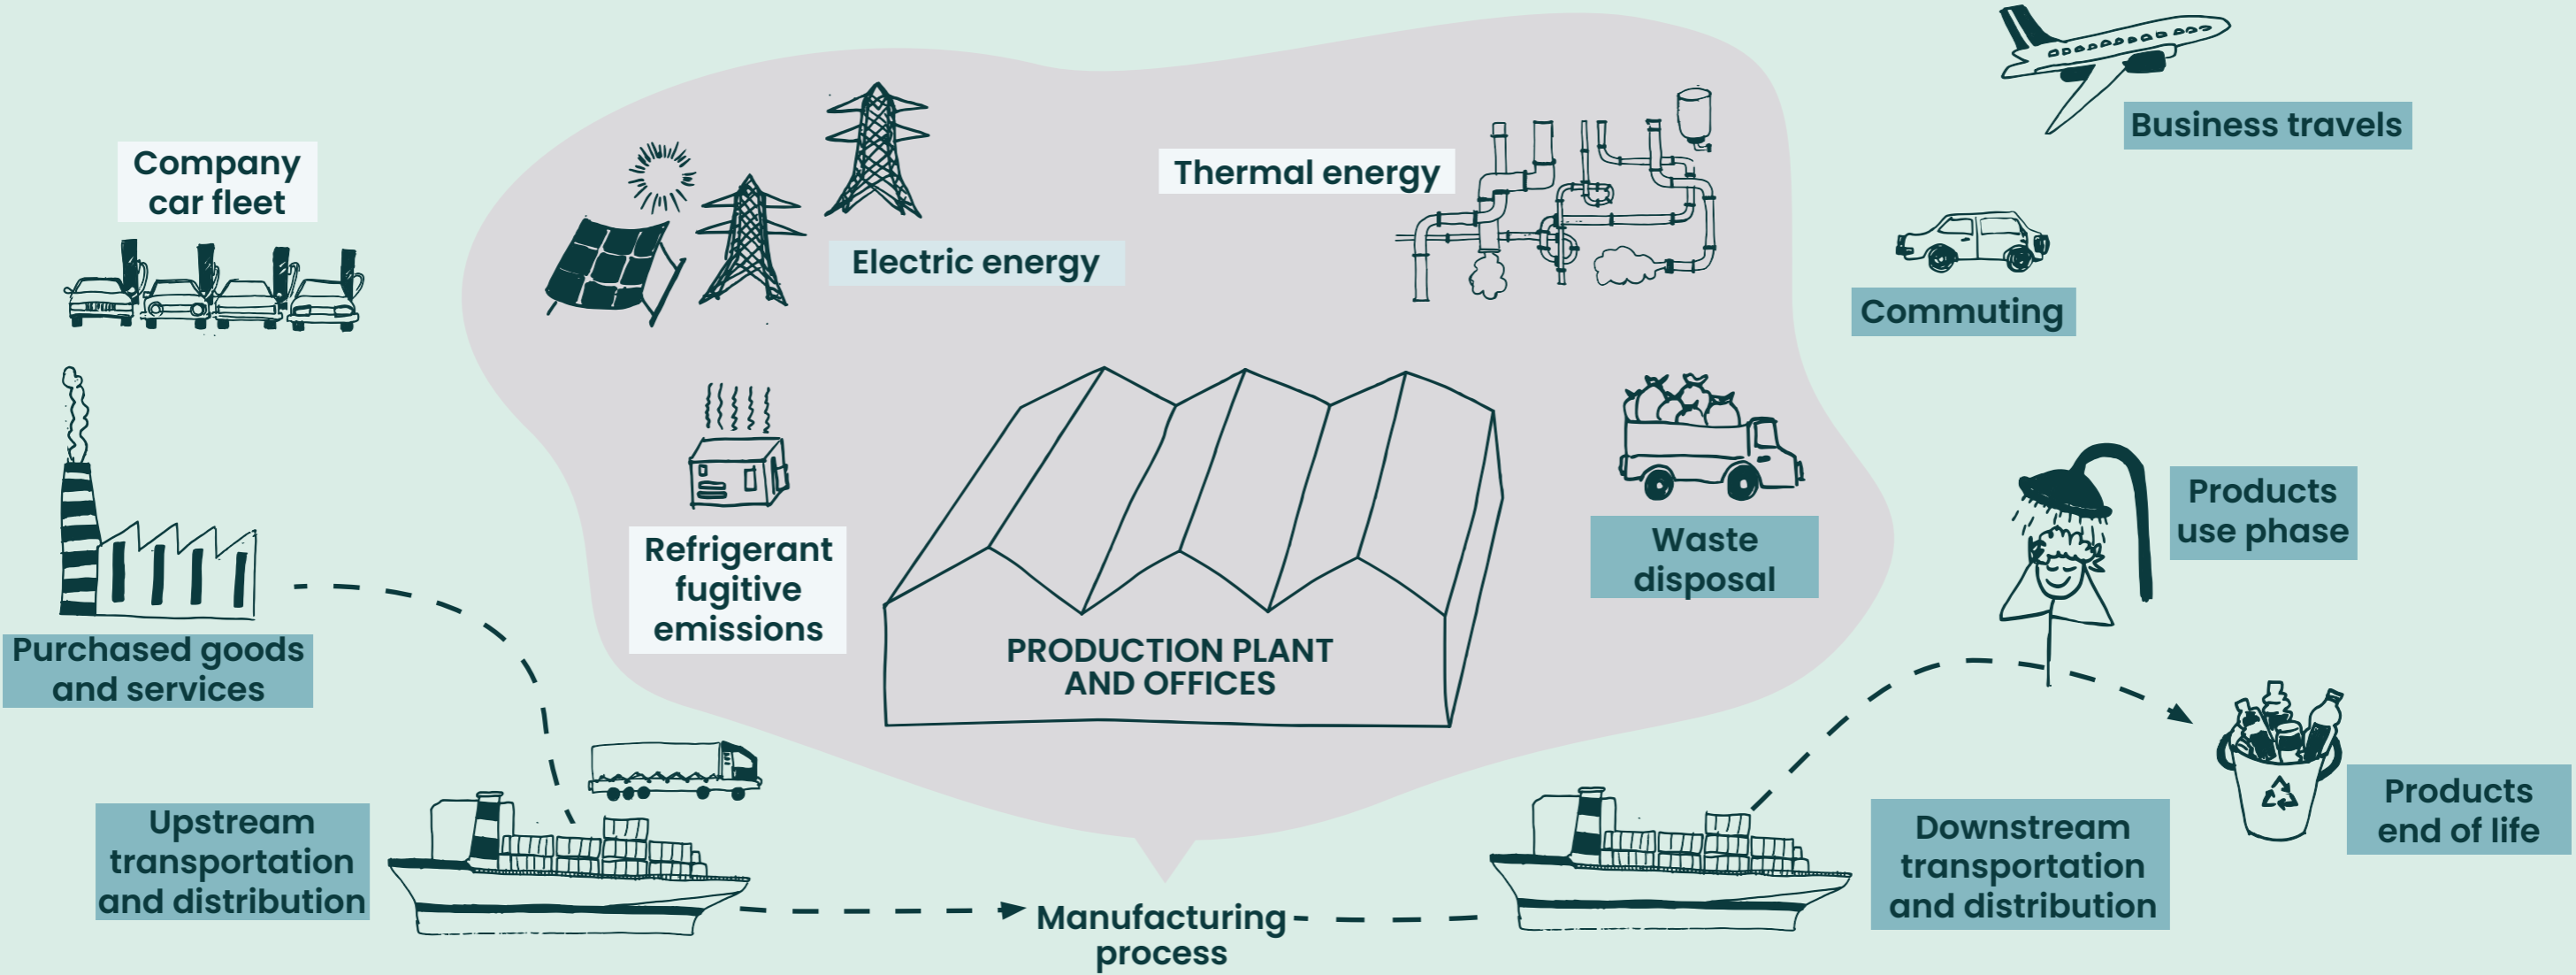 Company
car fleet
Electric energy
Thermal energy
Business travels
Commuting
Refrigerant
fugitive
emissions
Waste
disposal
Products
use phase
Purchased goods
and services
PRODUCTION PLANT
AND OFFICES
Upstream
transportation
and distribution
Manufacturing
process
Downstream
transportation
and distribution
Products
end of life